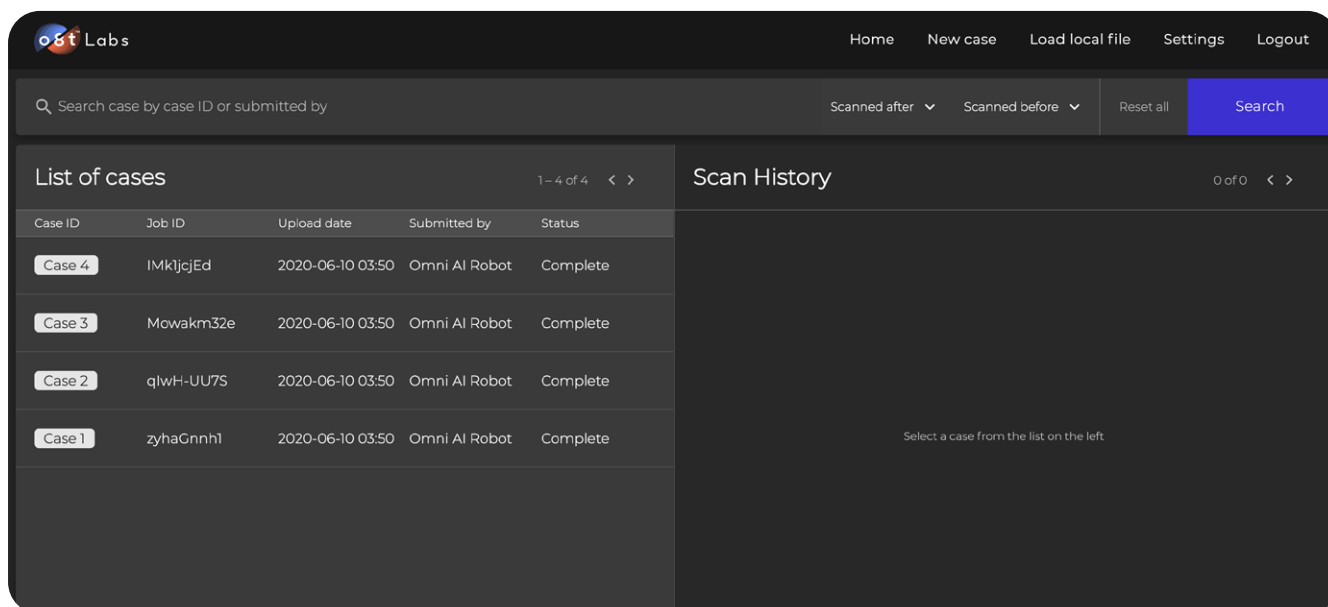 o8t Labs Home New case Load local file Settings Logout
Search case by case ID or submitted by Scanned after Scanned before Reset all Search
List of cases 1 – 4 of 4
Case ID Job ID Upload date Submitted by Status
Case 4 IMk1jcjEd 2020-06-10 03:50 Omni AI Robot Complete
Case 3 Mowakm32e 2020-06-10 03:50 Omni AI Robot Complete
Case 2 qIwH-UU7S 2020-06-10 03:50 Omni AI Robot Complete
Case 1 zyhaGnnh1 2020-06-10 03:50 Omni AI Robot Complete
Scan History 0 of 0
Select a case from the list on the left